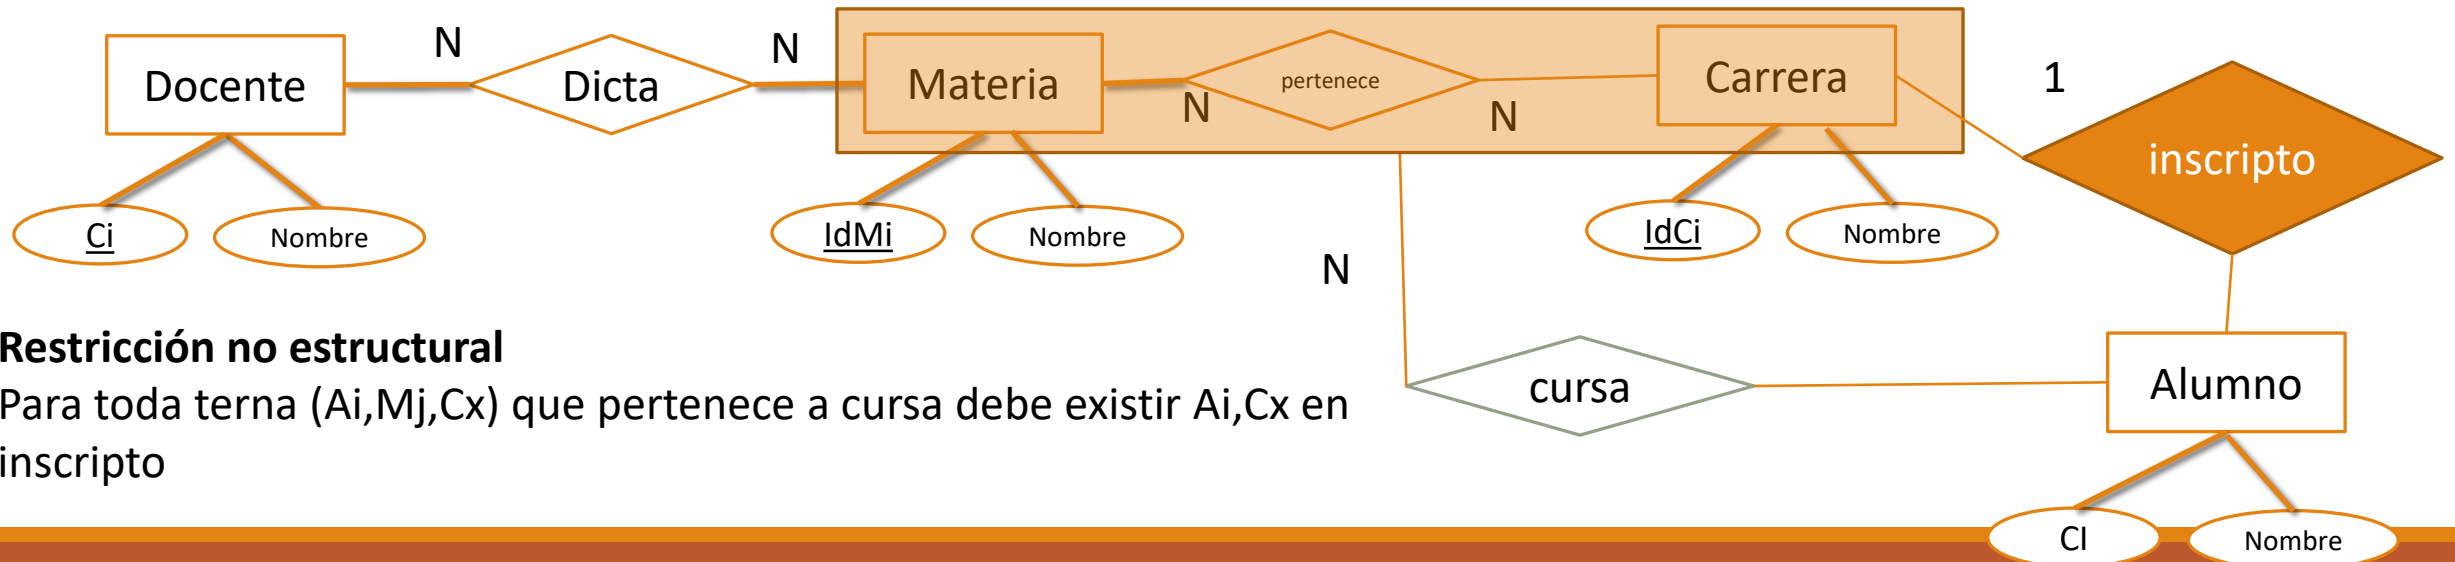 N
N
1
Docente
Dicta
Materia
pertenece
Carrera
N
N
inscripto
Ci
Nombre
IdMi
Nombre
IdCi
Nombre
N
Restricción no estructural
Para toda terna (Ai,Mj,Cx) que pertenece a cursa debe existir Ai,Cx en
inscripto
cursa
Alumno
CI
Nombre